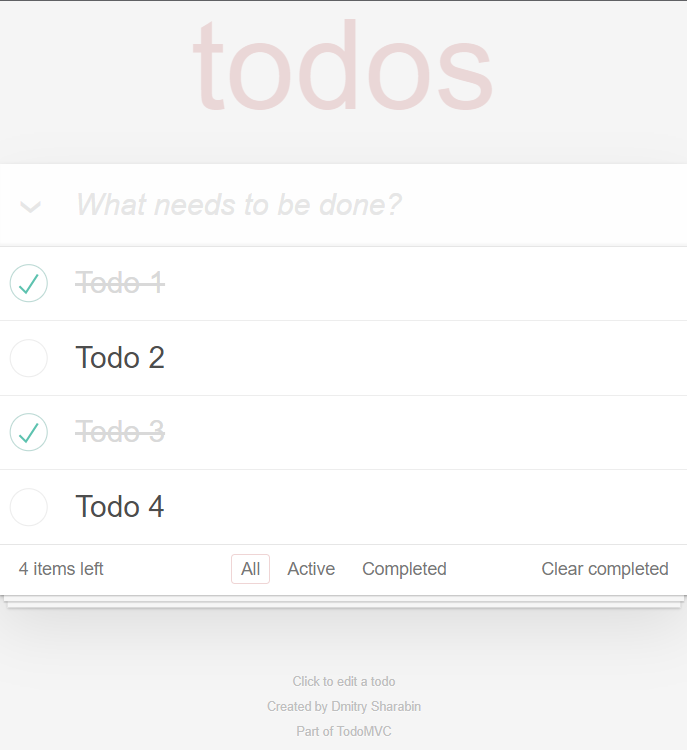 todos
What needs to be done?
Todo 1
Todo 2
Todo 3
Todo 4
4 items left All Active Completed Clear completed
Click to edit a todo
Created by Dmitry Sharabin
Part of TodoMVC